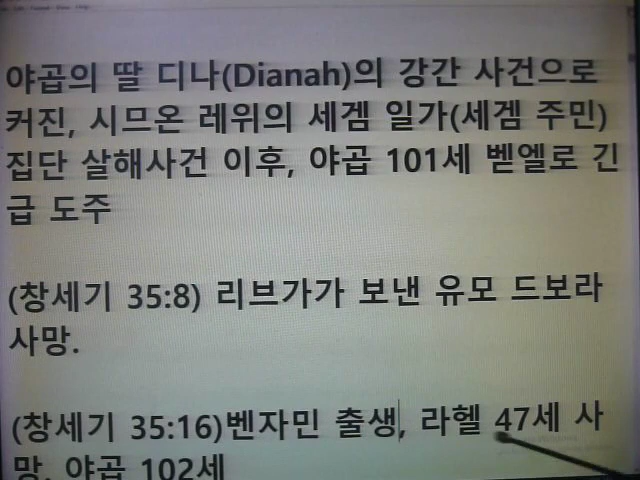 야곱의 딸 디나(Dianah)의 강간 사건으로
커진, 시므온 레위의 세겜 일가(세겜 주민)
집단 살해사건 이후, 야곱 101세 벧엘로 긴
급 도주
(창세기 35:8) 리브가가 보낸 유모 드보라
사망.
(창세기 35:16)벤자민 출생, 라헬 47세 사
망. 야곱 102세